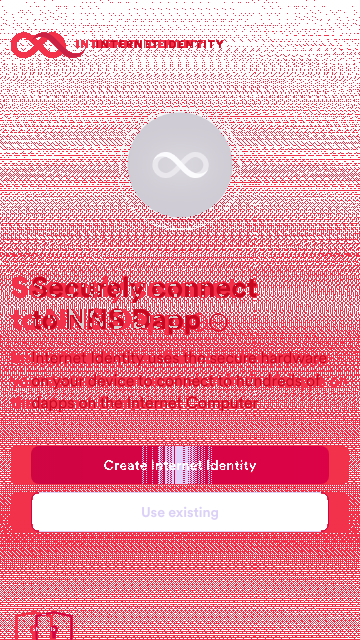 INTERNET IDENTITY
Securely connect
to NNS Dapp
Internet Identity uses the secure hardware
on your device to connect to hundreds of
dapps on the Internet Computer
Create Internet Identity
Use existing